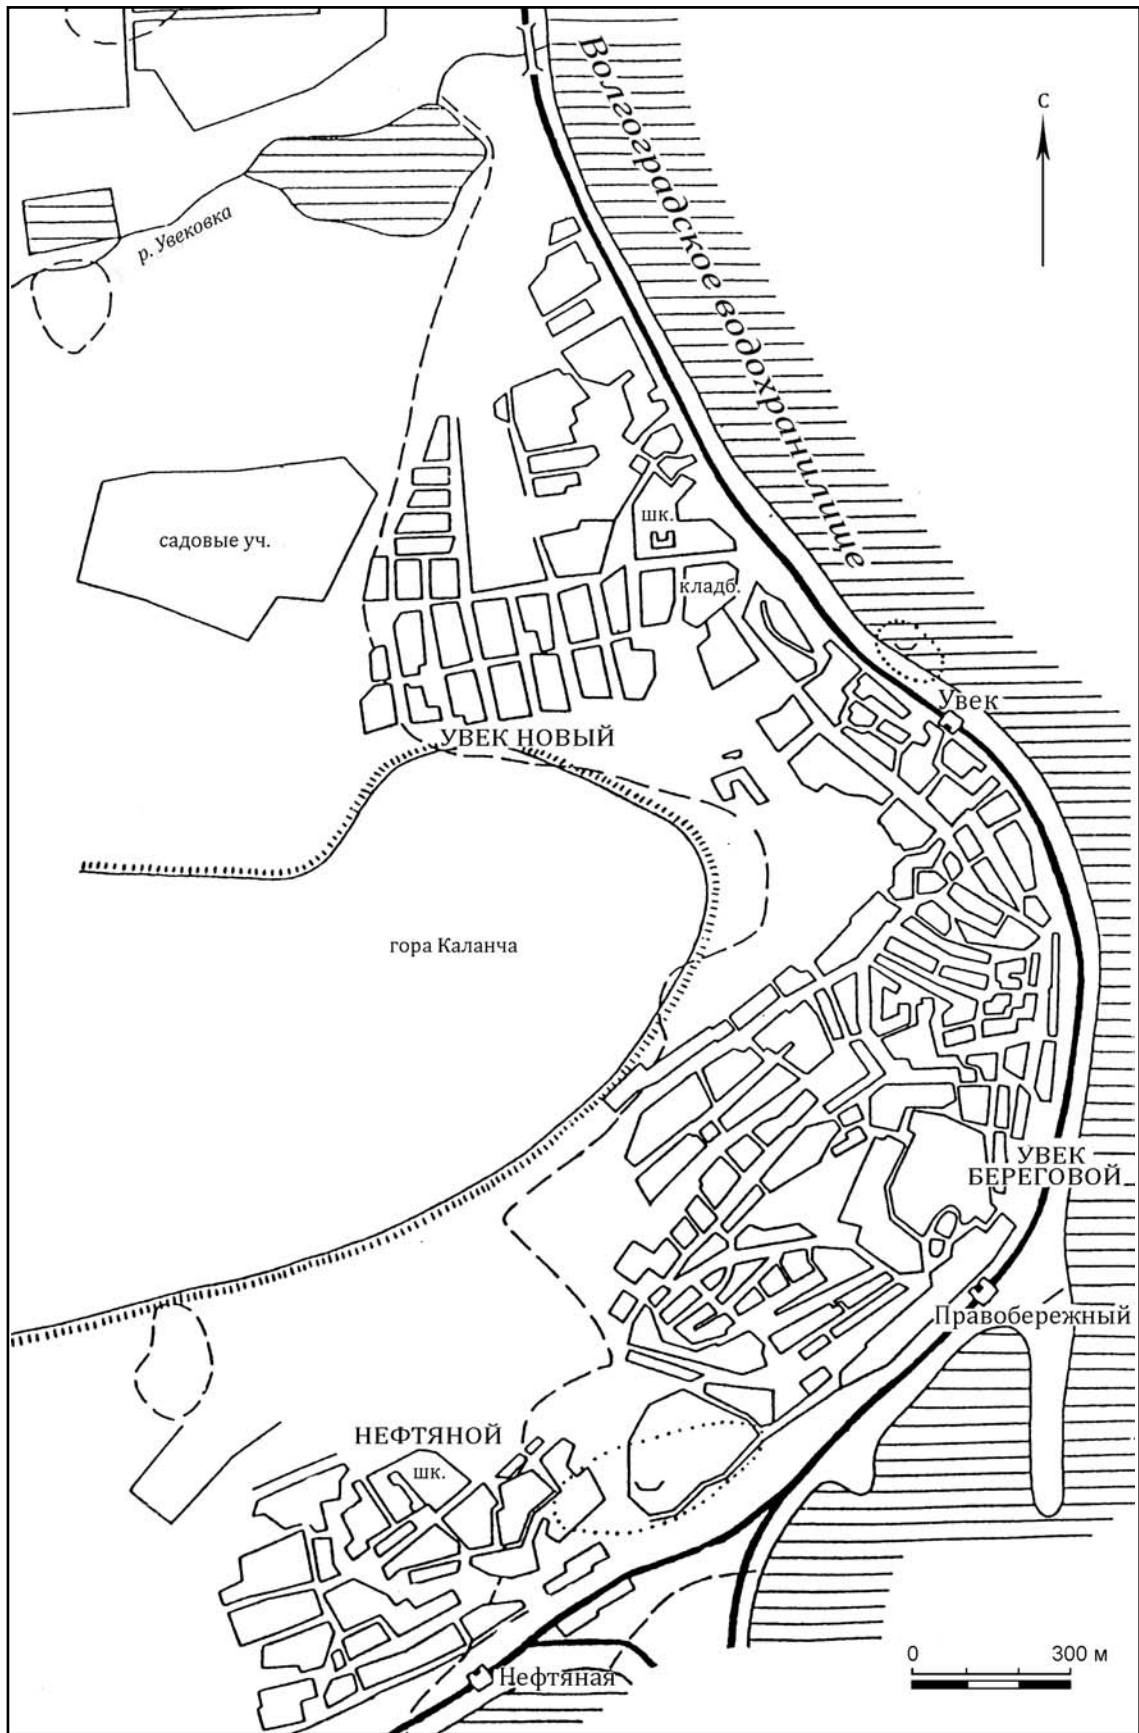 Волгоградское водохранилище
С
р. Увековка
шк.
садовые уч.
кладб.
Увек
УВЕК НОВЫЙ
гора Каланча
УВЕК
БЕРЕГОВОЙ
Правобережный
НЕФТЯНОЙ
шк.
0 300 м
Нефтяная